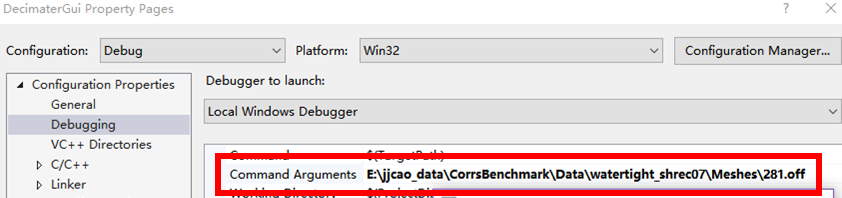 DecimaterGui Property Pages ? ×
Configuration: Debug Platform: Win32 Configuration Manager...
Configuration Properties
General
Debugging
VC++ Directories
C/C++
Linker
Debugger to launch:
Local Windows Debugger
Command $(TargetPath)
Command Arguments E:\jjcao_data\CorrsBenchmark\Data\watertight_shrec07\Meshes\281.off
Working Directory